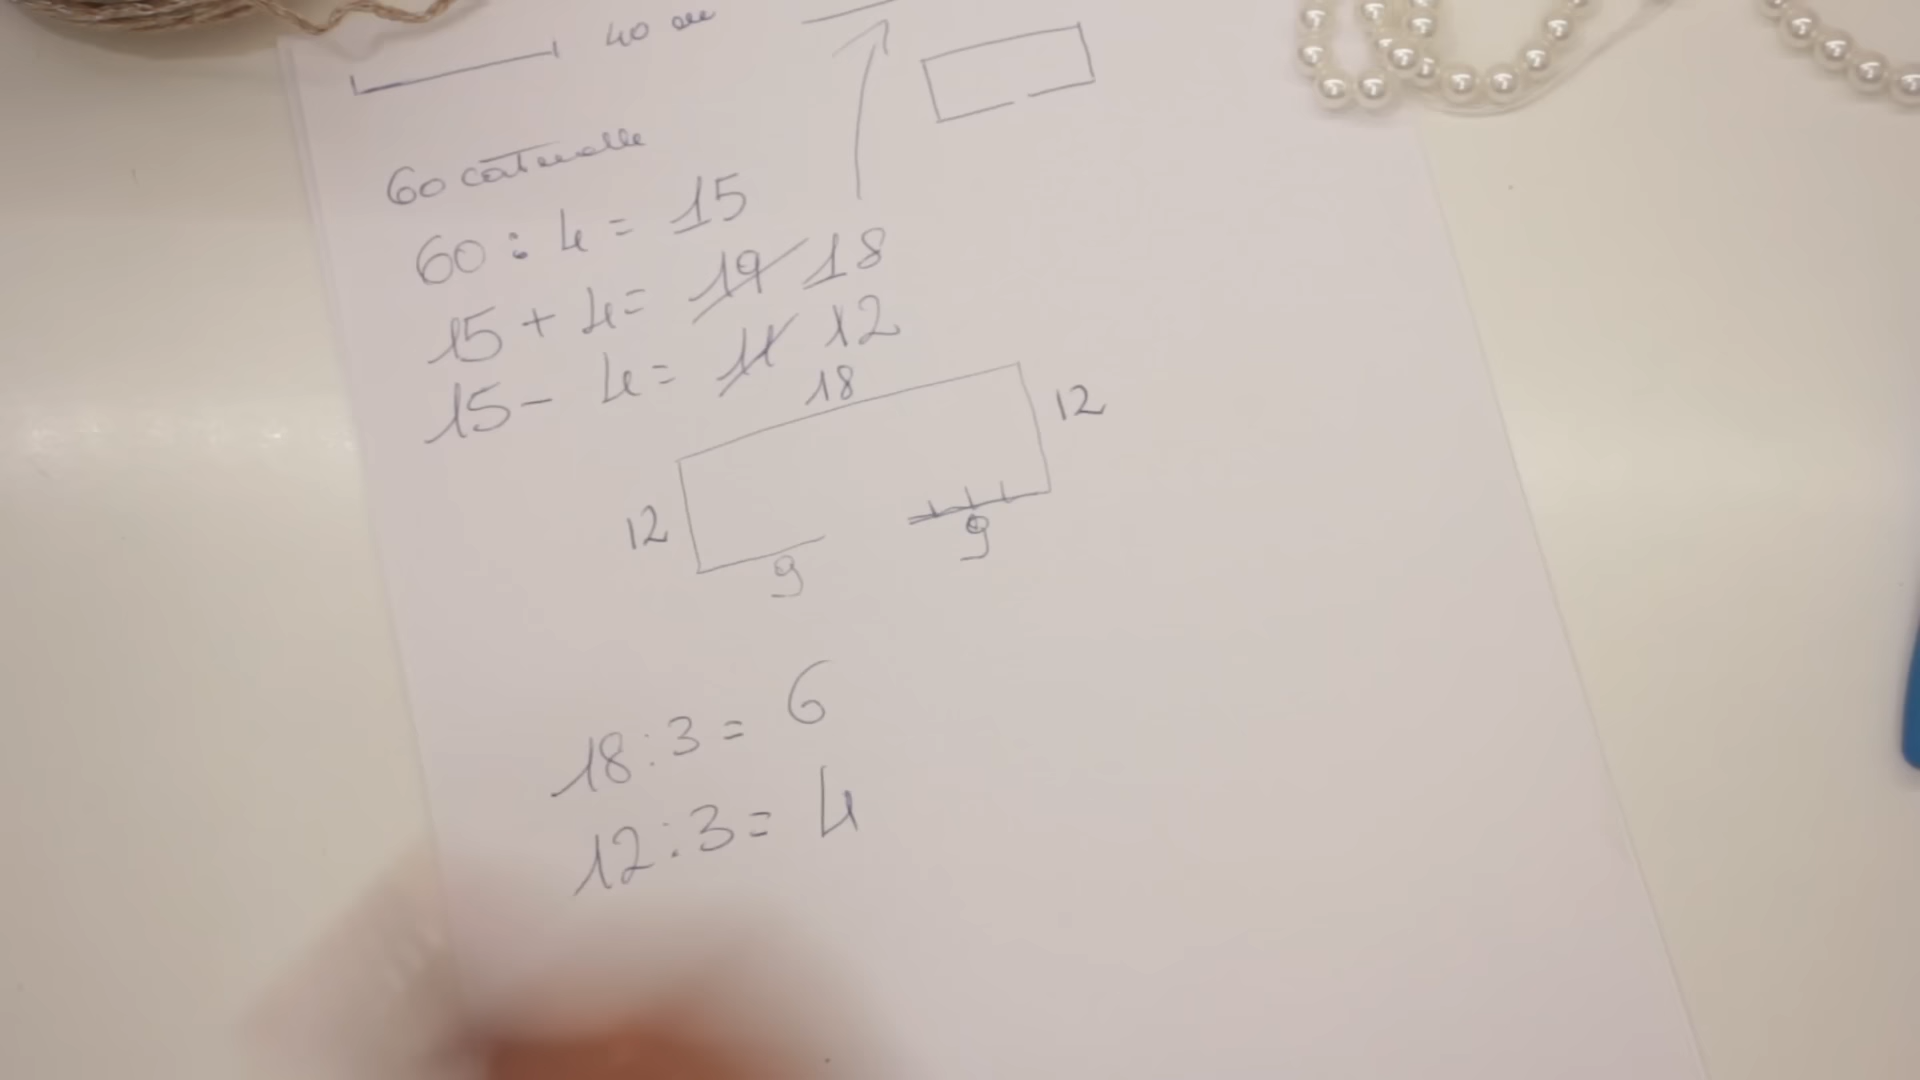 40 cm
60 catenelle
60 : 4 = 15
15 + 4 = 19 18
15 - 4 = 11 12
18
12
12
9
9
18 : 3 = 6
12 : 3 = 4